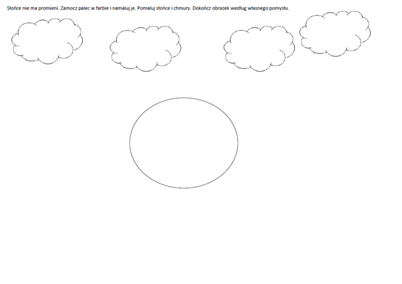 Słońce nie ma promieni. Zamocz palec w farbie i namaluj je. Pomaluj słońce i chmury. Dokończ obrazek według własnego pomysłu.